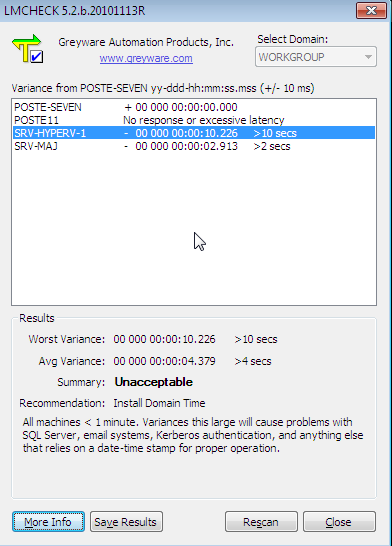 LMCHECK 5.2.b.20101113R
Greyware Automation Products, Inc.
www.greyware.com
Select Domain:
WORKGROUP
Variance from POSTE-SEVEN yy-ddd-hh:mm:ss.mss (+/- 10 ms)
POSTE-SEVEN + 00 000 00:00:00.000
POSTE11 No response or excessive latency
SRV-HYPERV-1 - 00 000 00:00:10.226 >10 secs
SRV-MAJ - 00 000 00:00:02.913 >2 secs
Results
Worst Variance: 00 000 00:00:10.226 >10 secs
Avg Variance: 00 000 00:00:04.379 >4 secs
Summary: Unacceptable
Recommendation: Install Domain Time
All machines < 1 minute. Variances this large will cause problems with
SQL Server, email systems, Kerberos authentication, and anything else
that relies on a date-time stamp for proper operation.
More Info Save Results Rescan Close